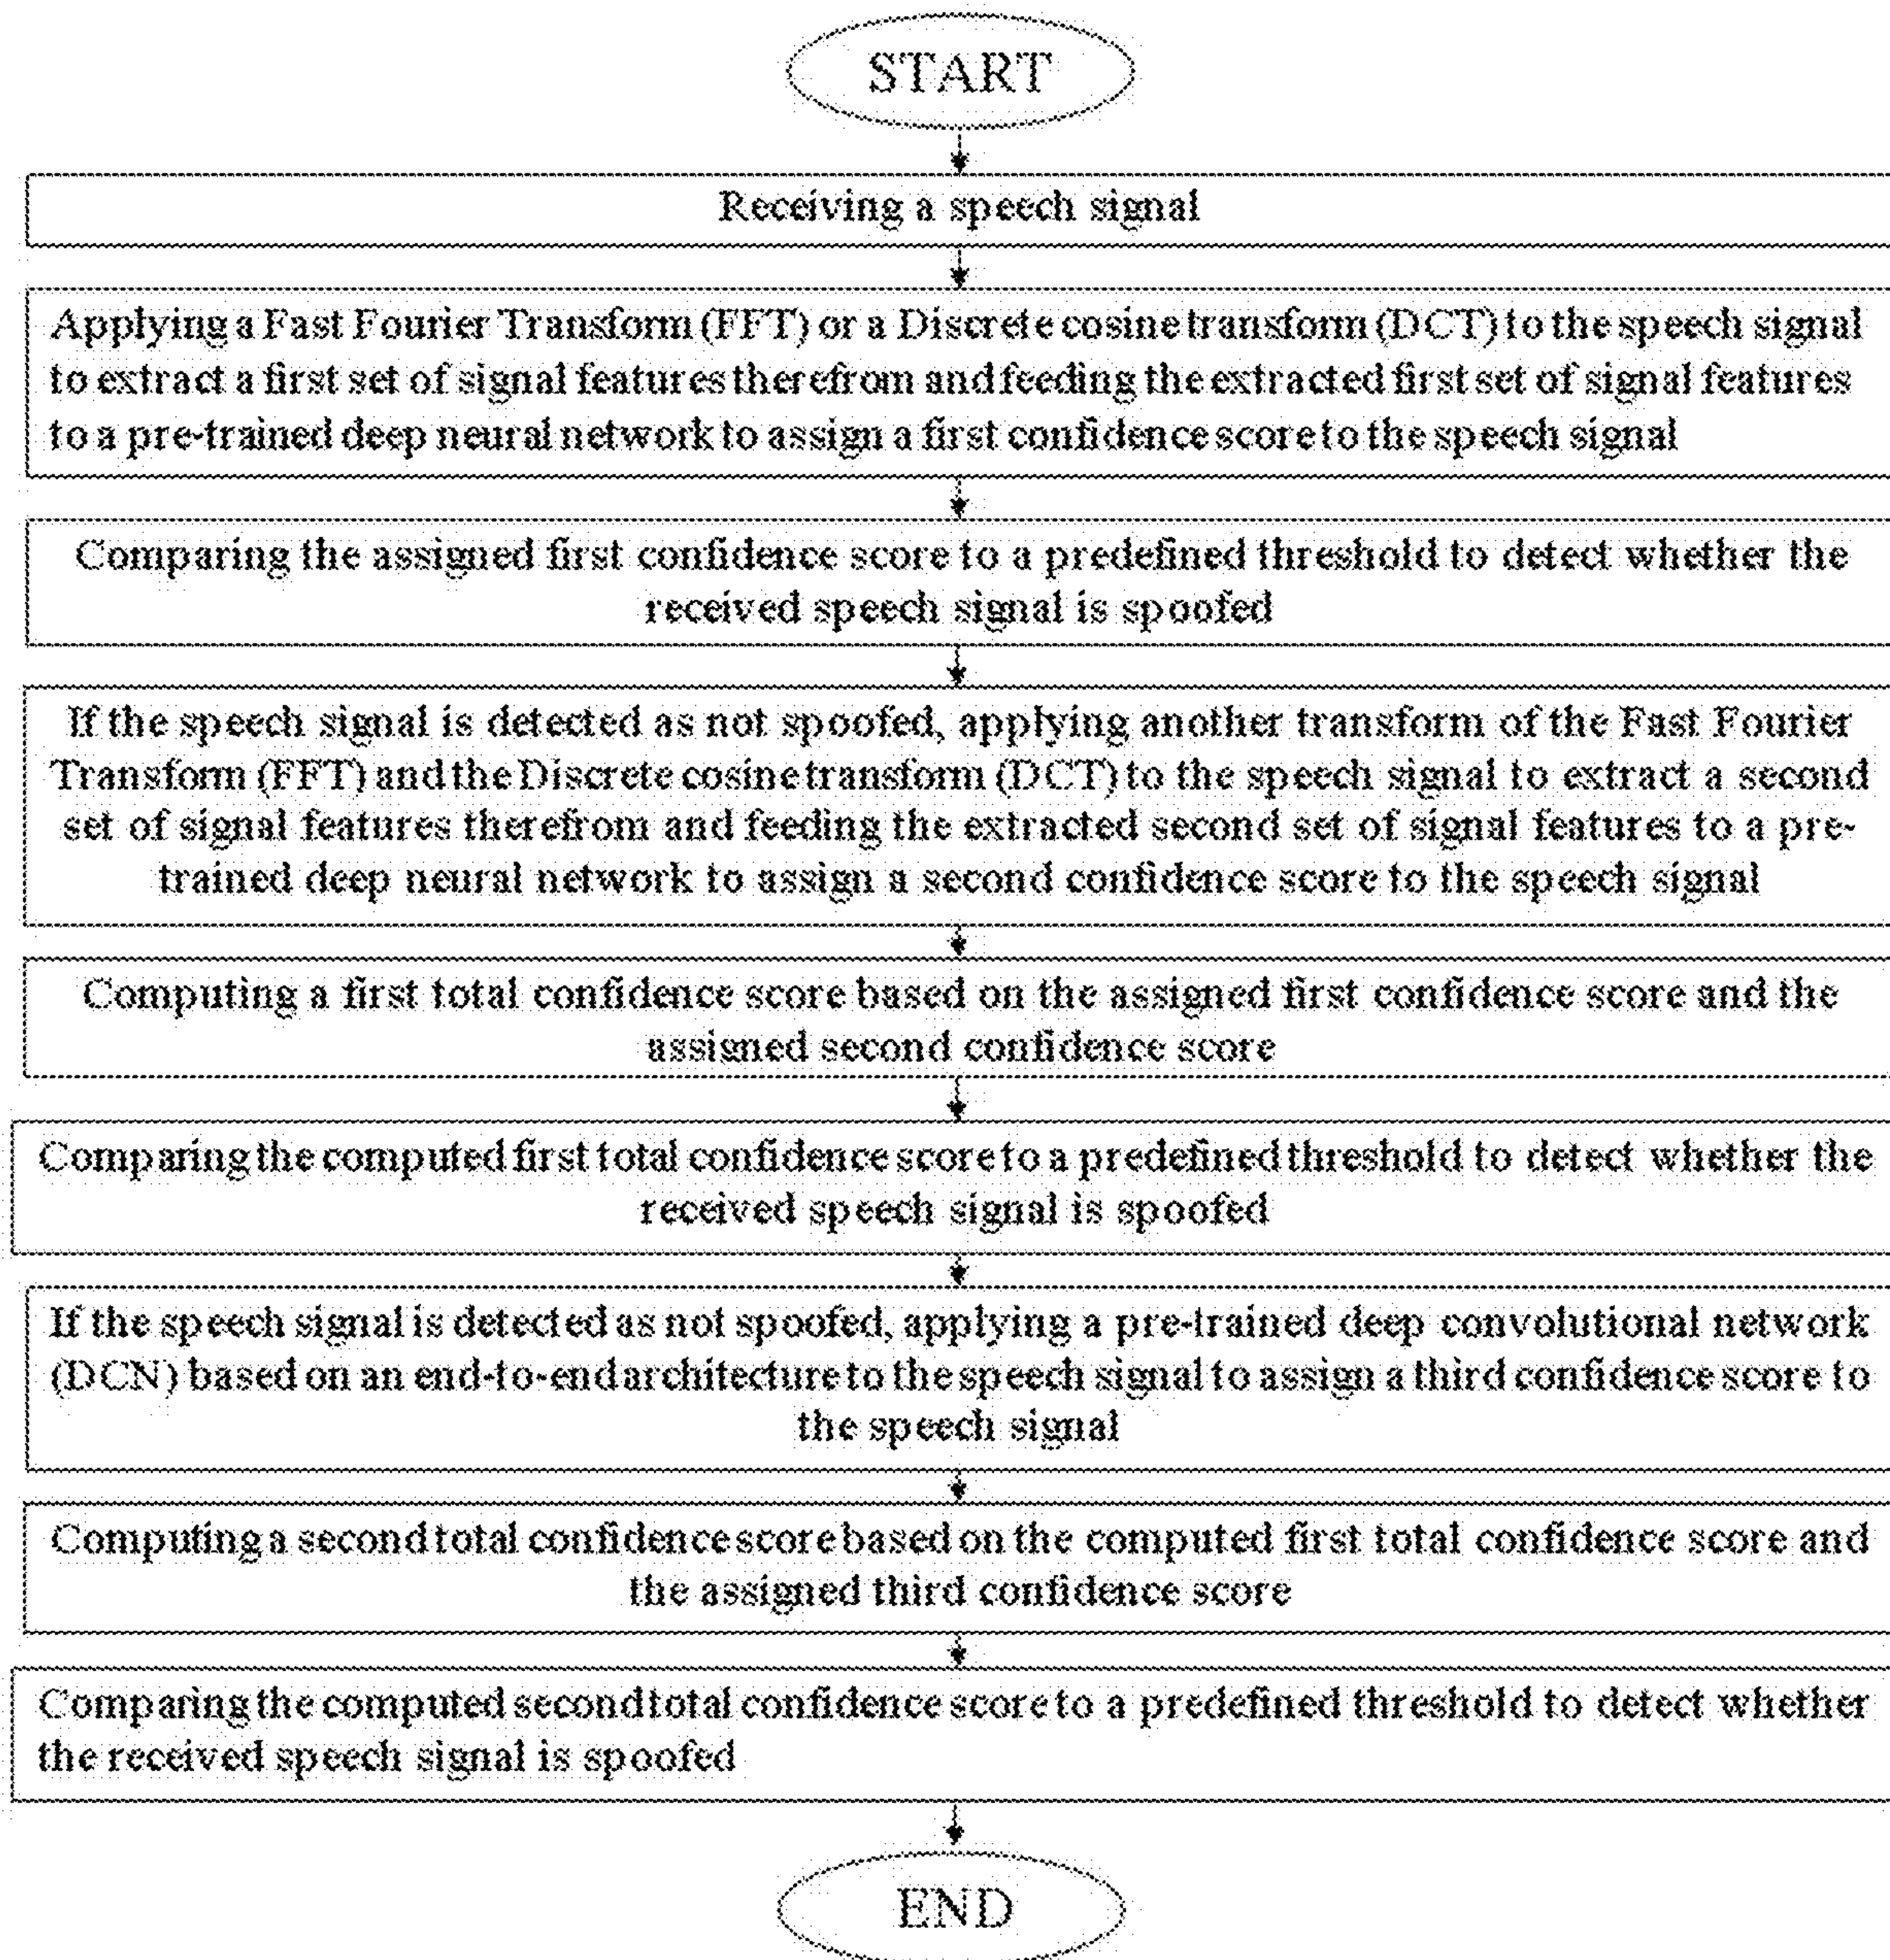 START
Receiving a speech signal
Applying a Fast Fourier Transform (FFT) or a Discrete cosine transform (DCT) to the speech signal
to extract a first set of signal features therefrom and feeding the extracted first set of signal features
to a pre-trained deep neural network to assign a first confidence score to the speech signal
Comparing the assigned first confidence score to a predefined threshold to detect whether the
received speech signal is spoofed
If the speech signal is detected as not spoofed, applying another transform of the Fast Fourier
Transform (FFT) and the Discrete cosine transform (DCT) to the speech signal to extract a second
set of signal features therefrom and feeding the extracted second set of signal features to a pre-
trained deep neural network to assign a second confidence score to the speech signal
Computing a first total confidence score based on the assigned first confidence score and the
assigned second confidence score
Comparing the computed first total confidence score to a predefined threshold to detect whether the
received speech signal is spoofed
If the speech signal is detected as not spoofed, applying a pre-trained deep convolutional network
(DCN) based on an end-to-end architecture to the speech signal to assign a third confidence score to
the speech signal
Computing a second total confidence score based on the computed first total confidence score and
the assigned third confidence score
Comparing the computed second total confidence score to a predefined threshold to detect whether
the received speech signal is spoofed
END